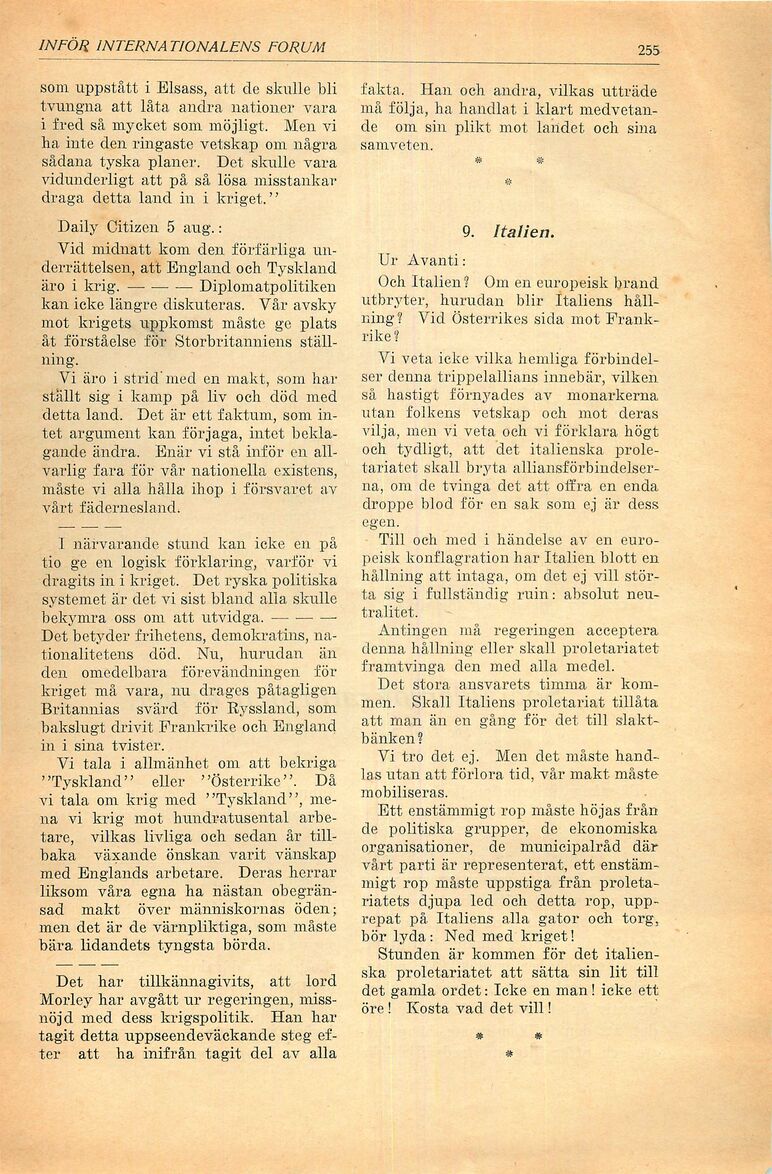 INFÖR INTERNATIONALENS FORUM
255
som uppstått i Elsass, att de skulle bli
tvungna att låta andra nationer vara
i fred så mycket som möjligt. Men vi
ha inte den ringaste vetskap om några
sådana tyska planer. Det skulle vara
vidunderligt att på så lösa misstankar
draga detta land in i kriget.''
Daily Citizen 5 aug.:
Vid midnatt kom den förfärliga un-
derrättelsen, att England och Tyskland
äro i krig. — — — Diplomatpolitiken
kan icke längre diskuteras. Vår avsky
mot krigets uppkomst måste ge plats
åt förståelse för Storbritanniens ställ-
ning.
Vi äro i strid med en makt, som har
ställt sig i kamp på liv och död med
detta land. Det är ett faktum, som in-
tet argument kan förjaga, intet bekla-
gande ändra. Enär vi stå inför en all-
varlig fara för vår nationella existens,
måste vi alla hålla ihop i försvaret av
vårt fädernesland.
— — —
I närvarande stund kan icke en på
tio ge en logisk förklaring, varför vi
dragits in i kriget. Det ryska politiska
systemet är det vi sist bland alla skulle
bekymra oss om att utvidga. — — —
Det betyder frihetens, demokratins, na-
tionalitetens död. Nu, hurudan än
den omedelbara förevändningen för
kriget må vara, nu drages påtagligen
Britannias svärd för Ryssland, som
bakslugt drivit Frankrike och England
in i sina tvister.
Vi tala i allmänhet om att bekriga
''Tyskland'' eller ''Österrike''. Då
vi tala om krig med ''Tyskland'', me-
na vi krig mot hundratusental arbe-
tare, vilkas livliga och sedan år till-
baka växande önskan varit vänskap
med Englands arbetare. Deras herrar
liksom våra egna ha nästan obegrän-
sad makt över människornas öden;
men det är de värnpliktiga, som måste
bära lidandets tyngsta börda.
— — —
Det har tillkännagivits, att lord
Morley har avgått ur regeringen, miss-
nöjd med dess krigspolitik. Han har
tagit detta uppseendeväckande steg ef-
ter att ha inifrån tagit del av alla
fakta. Han och andra, vilkas utträde
må följa, ha handlat i klart medvetan-
de om sin plikt mot landet och sina
samveten.
* *
*
9. Italien.
Ur Avanti:
Och Italien? Om en europeisk brand
utbryter, hurudan blir Italiens håll-
ning? Vid Österrikes sida mot Frank-
rike?
Vi veta icke vilka hemliga förbindel-
ser denna trippelallians innebär, vilken
så hastigt förnyades av monarkerna
utan folkens vetskap och mot deras
vilja, men vi veta och vi förklara högt
och tydligt, att det italienska prole-
tariatet skall bryta alliansförbindelser-
na, om de tvinga det att offra en enda
droppe blod för en sak som ej är dess
egen.
Till och med i händelse av en euro-
peisk konflagration har Italien blott en
hållning att intaga, om det ej vill stör-
ta sig i fullständig ruin: absolut neu-
tralitet.
Antingen må regeringen acceptera
denna hållning eller skall proletariatet
framtvinga den med alla medel.
Det stora ansvarets timma är kom-
men. Skall Italiens proletariat tillåta
att man än en gång för det till slakt-
bänken?
Vi tro det ej. Men det måste hand-
las utan att förlora tid, vår makt måste
mobiliseras.
Ett enstämmigt rop måste höjas från
de politiska grupper, de ekonomiska
organisationer, de municipalråd där
vårt parti är representerat, ett enstäm-
migt rop måste uppstiga från proleta-
riatets djupa led och detta rop, upp-
repat på Italiens alla gator och torg,
bör lyda: Ned med kriget!
Stunden är kommen för det italien-
ska proletariatet att sätta sin lit till
det gamla ordet: Icke en man! icke ett
öre! Kosta vad det vill!
* *
*